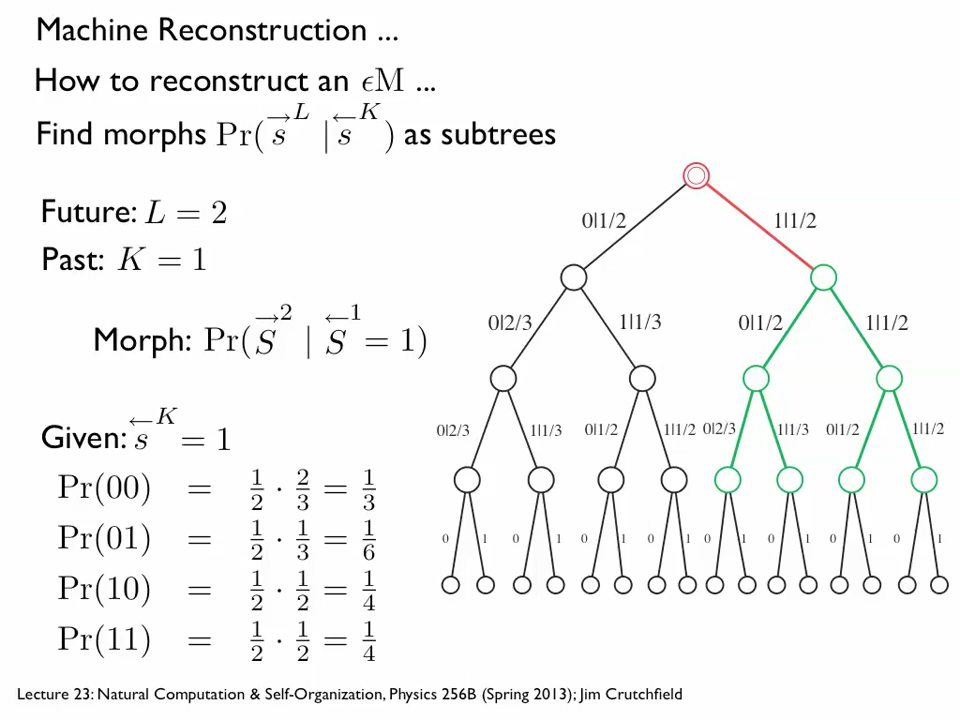 Machine Reconstruction ...
How to reconstruct an ϵM ...
Find morphs Pr(s→^L | s←^K) as subtrees
Future: L = 2
Past: K = 1
Morph: Pr(S→^2 | S←^1 = 1)
Given: s←^K = 1
Pr(00) = 1/2 · 2/3 = 1/3
Pr(01) = 1/2 · 1/3 = 1/6
Pr(10) = 1/2 · 1/2 = 1/4
Pr(11) = 1/2 · 1/2 = 1/4
0|1/2 1|1/2
0|2/3 1|1/3 0|1/2 1|1/2
0|2/3 1|1/3 0|1/2 1|1/2 0|2/3 1|1/3 0|1/2 1|1/2
0 1 0 1 0 1 0 1 0 1 0 1 0 1 0 1
Lecture 23: Natural Computation & Self-Organization, Physics 256B (Spring 2013); Jim Crutchfield